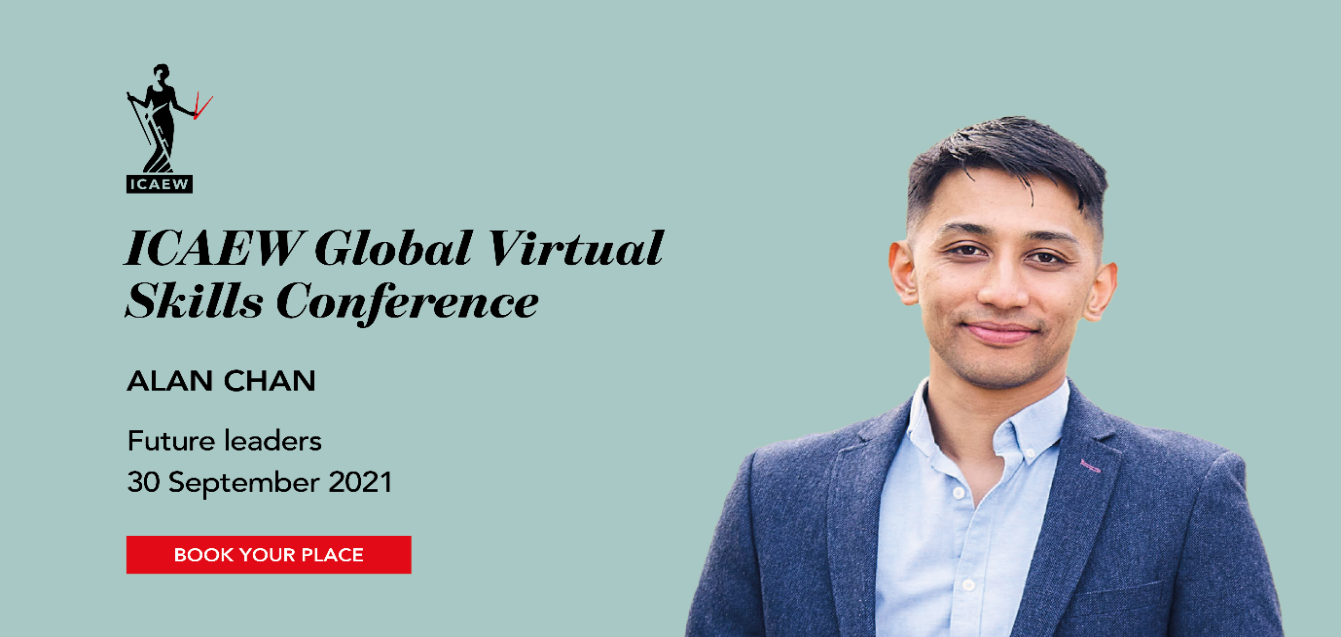 ICAEW
ICAEW Global Virtual
Skills Conference
ALAN CHAN
Future leaders
30 September 2021
BOOK YOUR PLACE